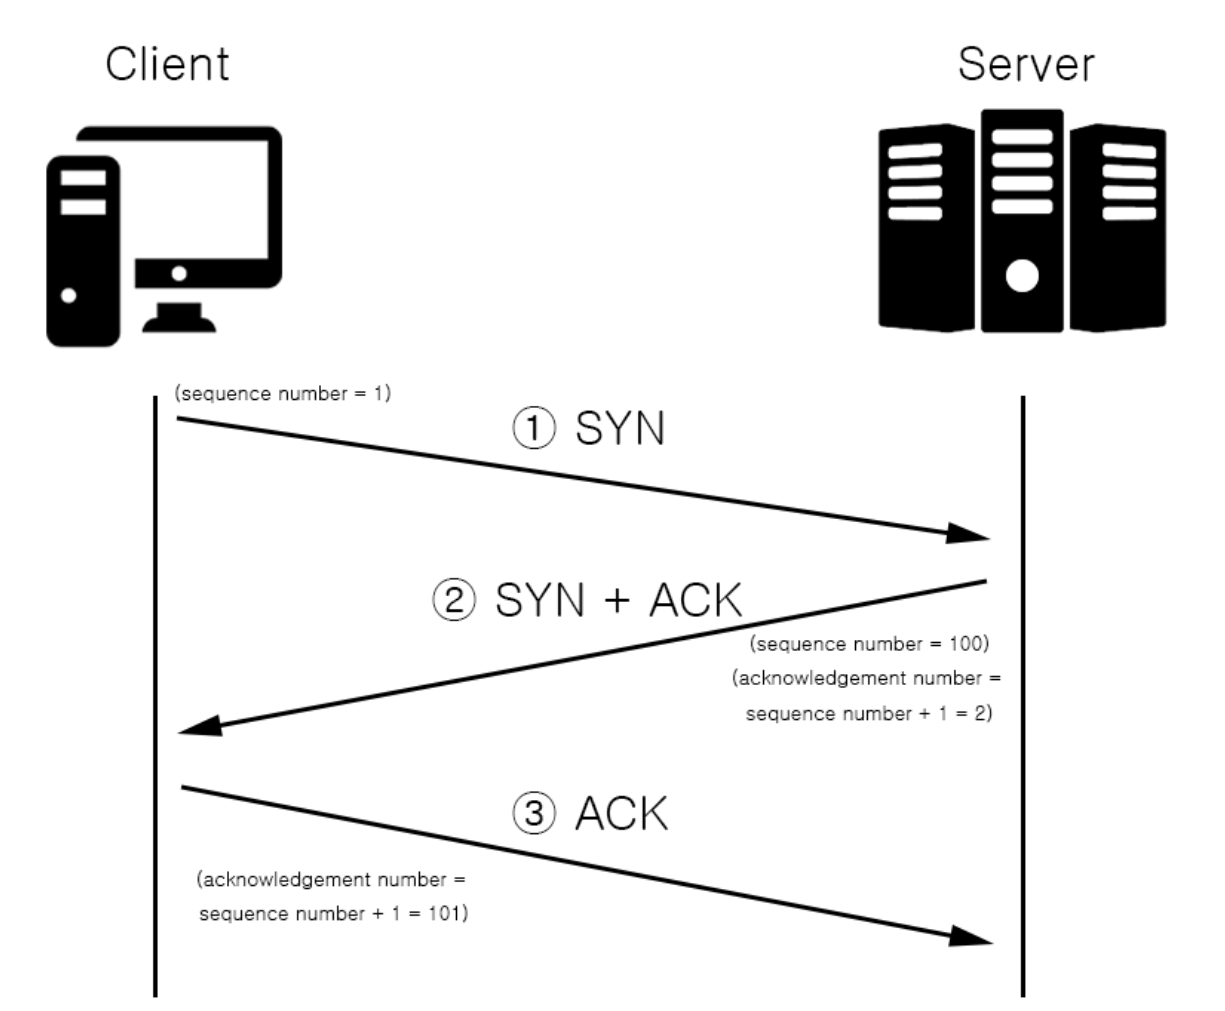 Client
Server
(sequence number = 1)
① SYN
② SYN + ACK
(sequence number = 100)
(acknowledgement number =
sequence number + 1 = 2)
③ ACK
(acknowledgement number =
sequence number + 1 = 101)